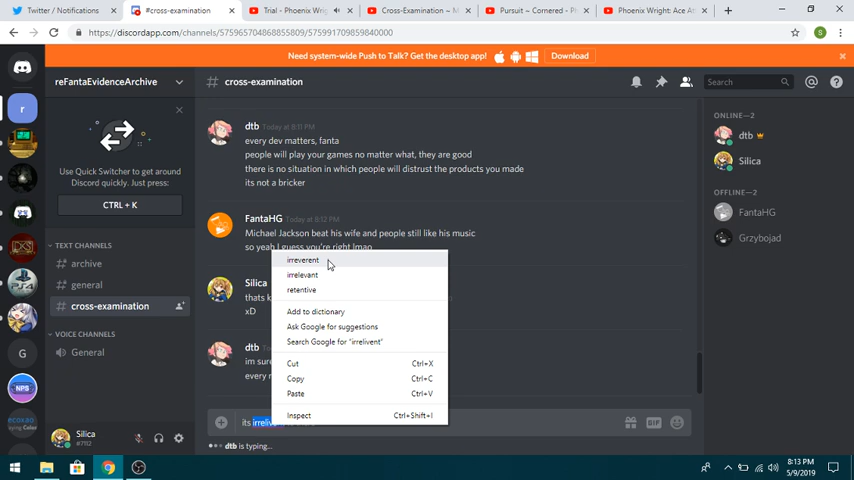 Twitter / Notifications
#cross-examination
Trial - Phoenix Wright
Cross-Examination ~ M
Pursuit ~ Cornered - Ph
Phoenix Wright: Ace At
https://discordapp.com/channels/575965704868855809/575991709859840000
S
Need system-wide Push to Talk? Get the desktop app!
Download
reFantaEvidenceArchive
# cross-examination
Search
Use Quick Switcher to get around
Discord quickly. Just press:
CTRL + K
TEXT CHANNELS
# archive
# general
# cross-examination
VOICE CHANNELS
General
r
G
NPS
dtb Today at 8:11 PM
every dev matters, fanta
people will play your games no matter what, they are good
there is no situation in which people will distrust the products you made
its not a bricker
FantaHG Today at 8:12 PM
Michael Jackson beat his wife and people still like his music
so yeah I guess you're right lmao
Silica
thats k
xD
dtb
im sure
every
irreverent
irrelevant
retentive
Add to dictionary
Ask Google for suggestions
Search Google for "irrelivent"
Cut Ctrl+X
Copy Ctrl+C
Paste Ctrl+V
Inspect Ctrl+Shift+I
its irreliv
GIF
dtb is typing...
ONLINE—2
dtb
Silica
OFFLINE—2
FantaHG
Grzybojad
Silica
#7112
8:13 PM
5/9/2019